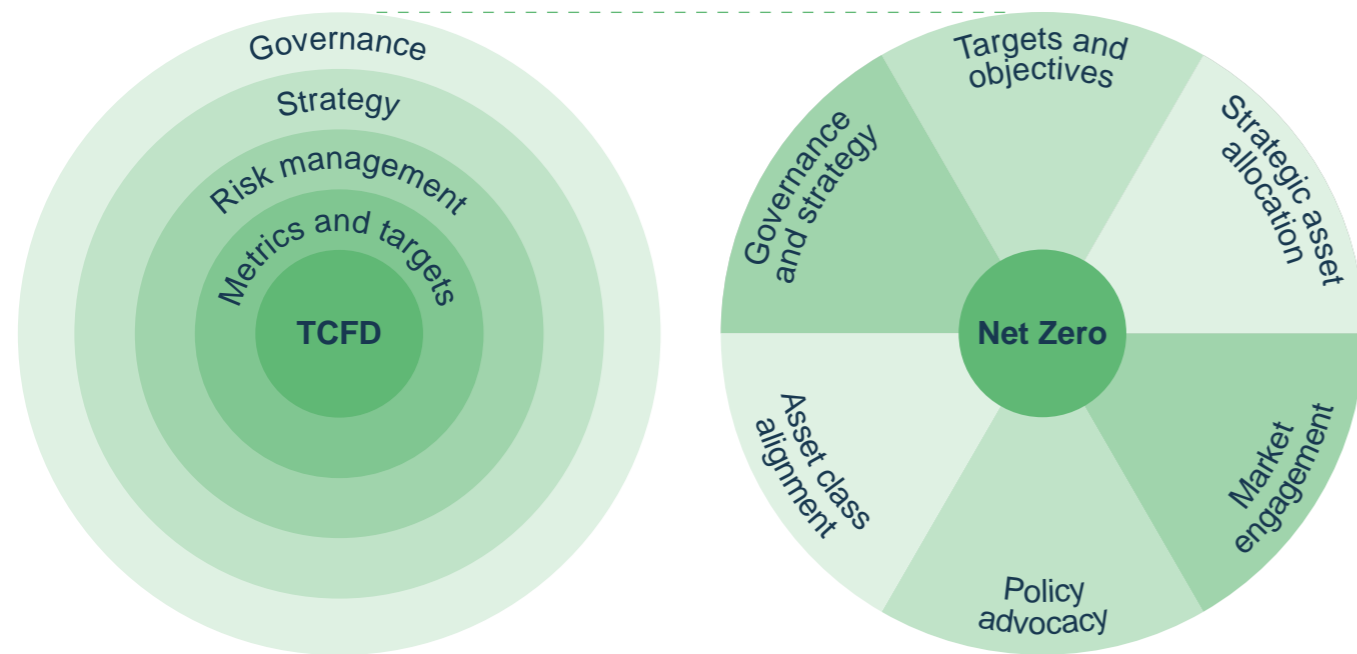 Governance
Strategy
Risk management
Metrics and targets
TCFD
Targets and
objectives
Strategic asset
allocation
Market
engagement
Policy
advocacy
Asset class
alignment
Governance
and strategy
Net Zero